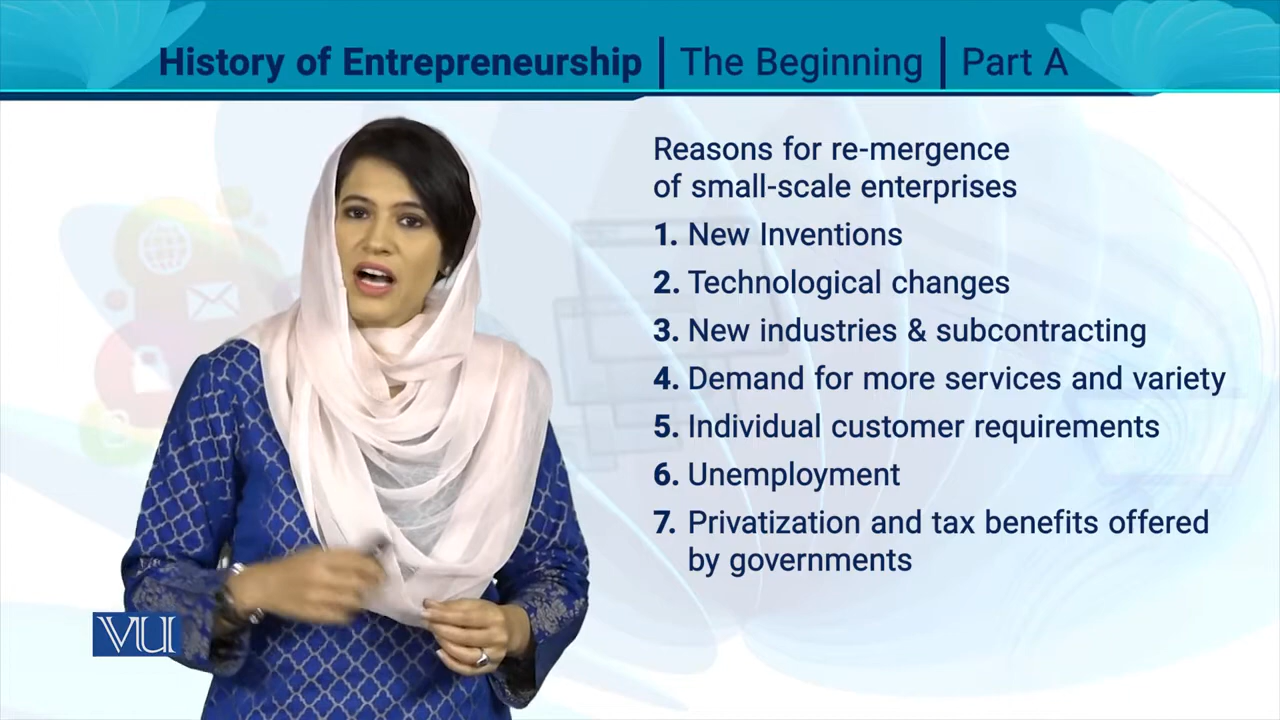 History of Entrepreneurship | The Beginning | Part A
Reasons for re-mergence
of small-scale enterprises
1. New Inventions
2. Technological changes
3. New industries & subcontracting
4. Demand for more services and variety
5. Individual customer requirements
6. Unemployment
7. Privatization and tax benefits offered
by governments
VU